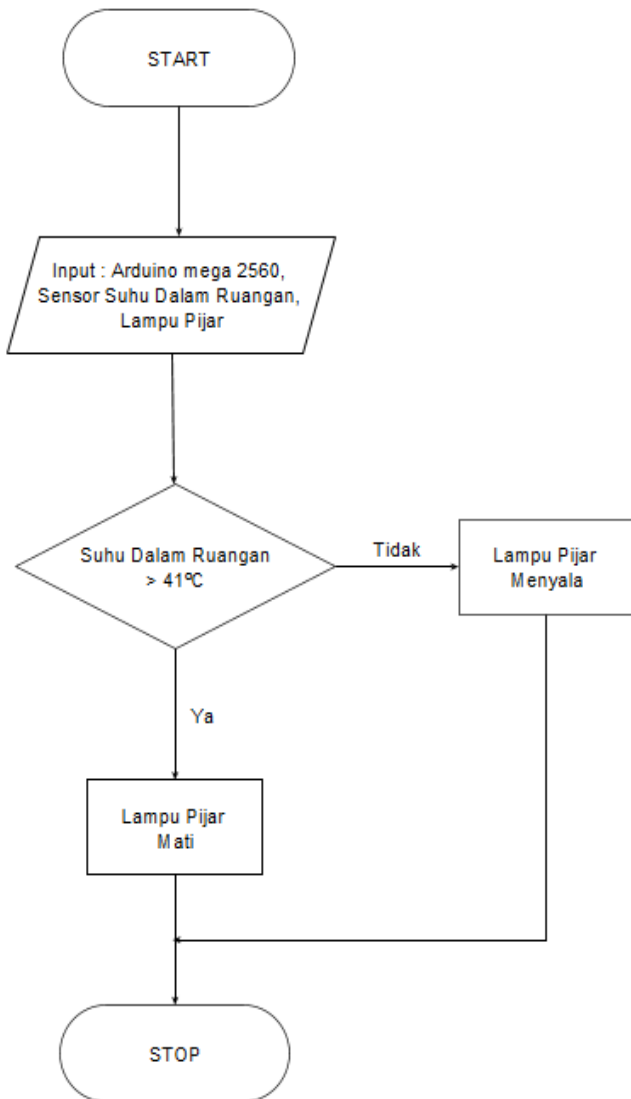 START
Input : Arduino mega 2560,
Sensor Suhu Dalam Ruangan,
Lampu Pijar
Suhu Dalam Ruangan
> 41ºC
Tidak
Lampu Pijar
Menyala
Ya
Lampu Pijar
Mati
STOP